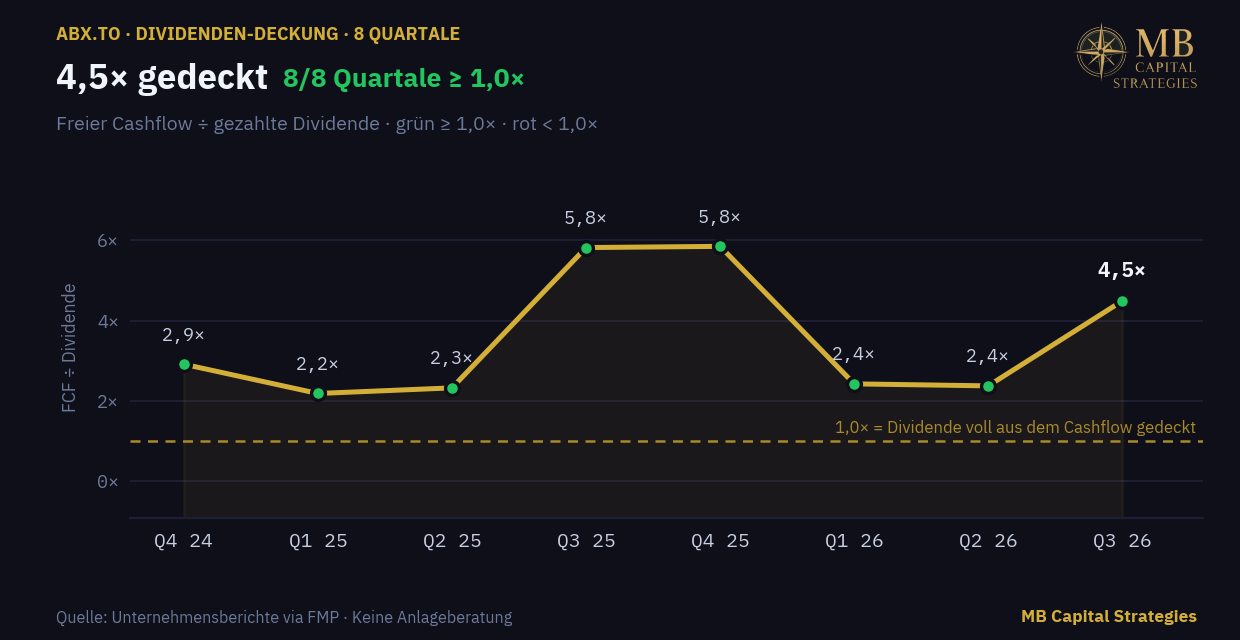 ABX.TO · DIVIDENDEN-DECKUNG · 8 QUARTALE
4,5× gedeckt 8/8 Quartale ≥ 1,0×
Freier Cashflow ÷ gezahlte Dividende · grün ≥ 1,0× · rot < 1,0×
MB
CAPITAL
STRATEGIES
FCF ÷ Dividende
6×
4×
2×
0×
2,9×
2,2×
2,3×
5,8×
5,8×
2,4×
2,4×
4,5×
1,0× = Dividende voll aus dem Cashflow gedeckt
Q4 24
Q1 25
Q2 25
Q3 25
Q4 25
Q1 26
Q2 26
Q3 26
Quelle: Unternehmensberichte via FMP · Keine Anlageberatung
MB Capital Strategies